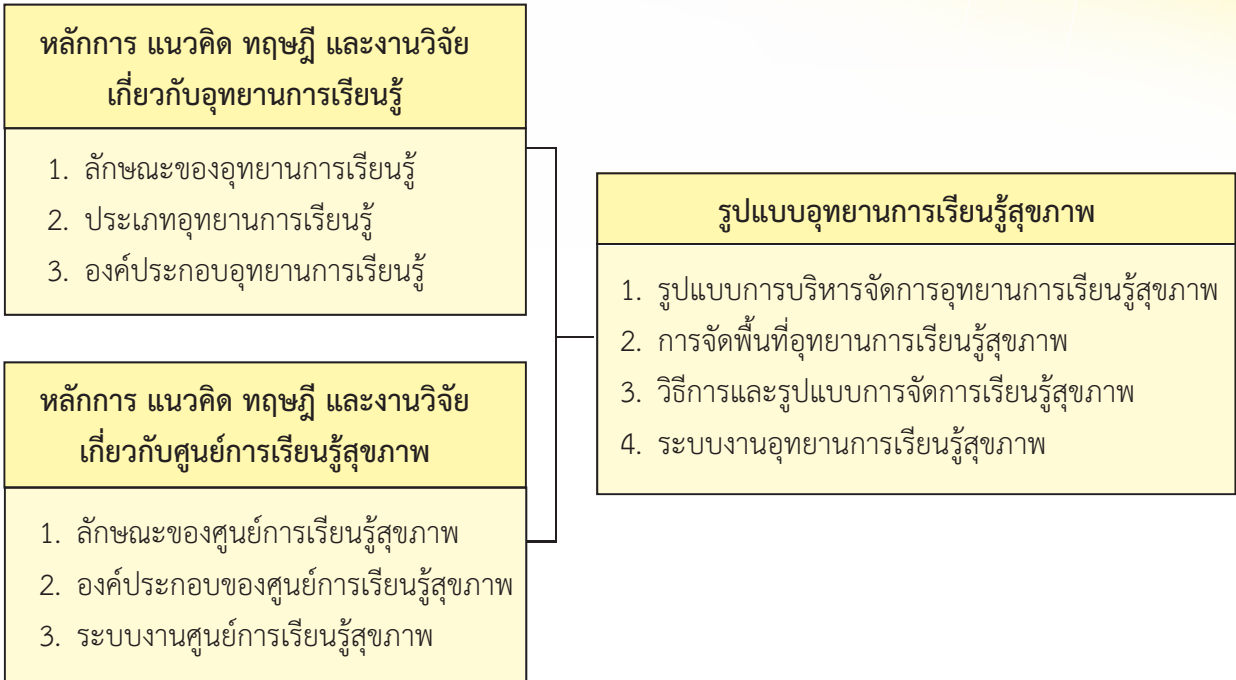 หลักการ แนวคิด ทฤษฎี และงานวิจัย
เกี่ยวกับอุทยานการเรียนรู้
1. ลักษณะของอุทยานการเรียนรู้
2. ประเภทอุทยานการเรียนรู้
3. องค์ประกอบอุทยานการเรียนรู้
หลักการ แนวคิด ทฤษฎี และงานวิจัย
เกี่ยวกับศูนย์การเรียนรู้สุขภาพ
1. ลักษณะของศูนย์การเรียนรู้สุขภาพ
2. องค์ประกอบของศูนย์การเรียนรู้สุขภาพ
3. ระบบงานศูนย์การเรียนรู้สุขภาพ
รูปแบบอุทยานการเรียนรู้สุขภาพ
1. รูปแบบการบริหารจัดการอุทยานการเรียนรู้สุขภาพ
2. การจัดพื้นที่อุทยานการเรียนรู้สุขภาพ
3. วิธีการและรูปแบบการจัดการเรียนรู้สุขภาพ
4. ระบบงานอุทยานการเรียนรู้สุขภาพ